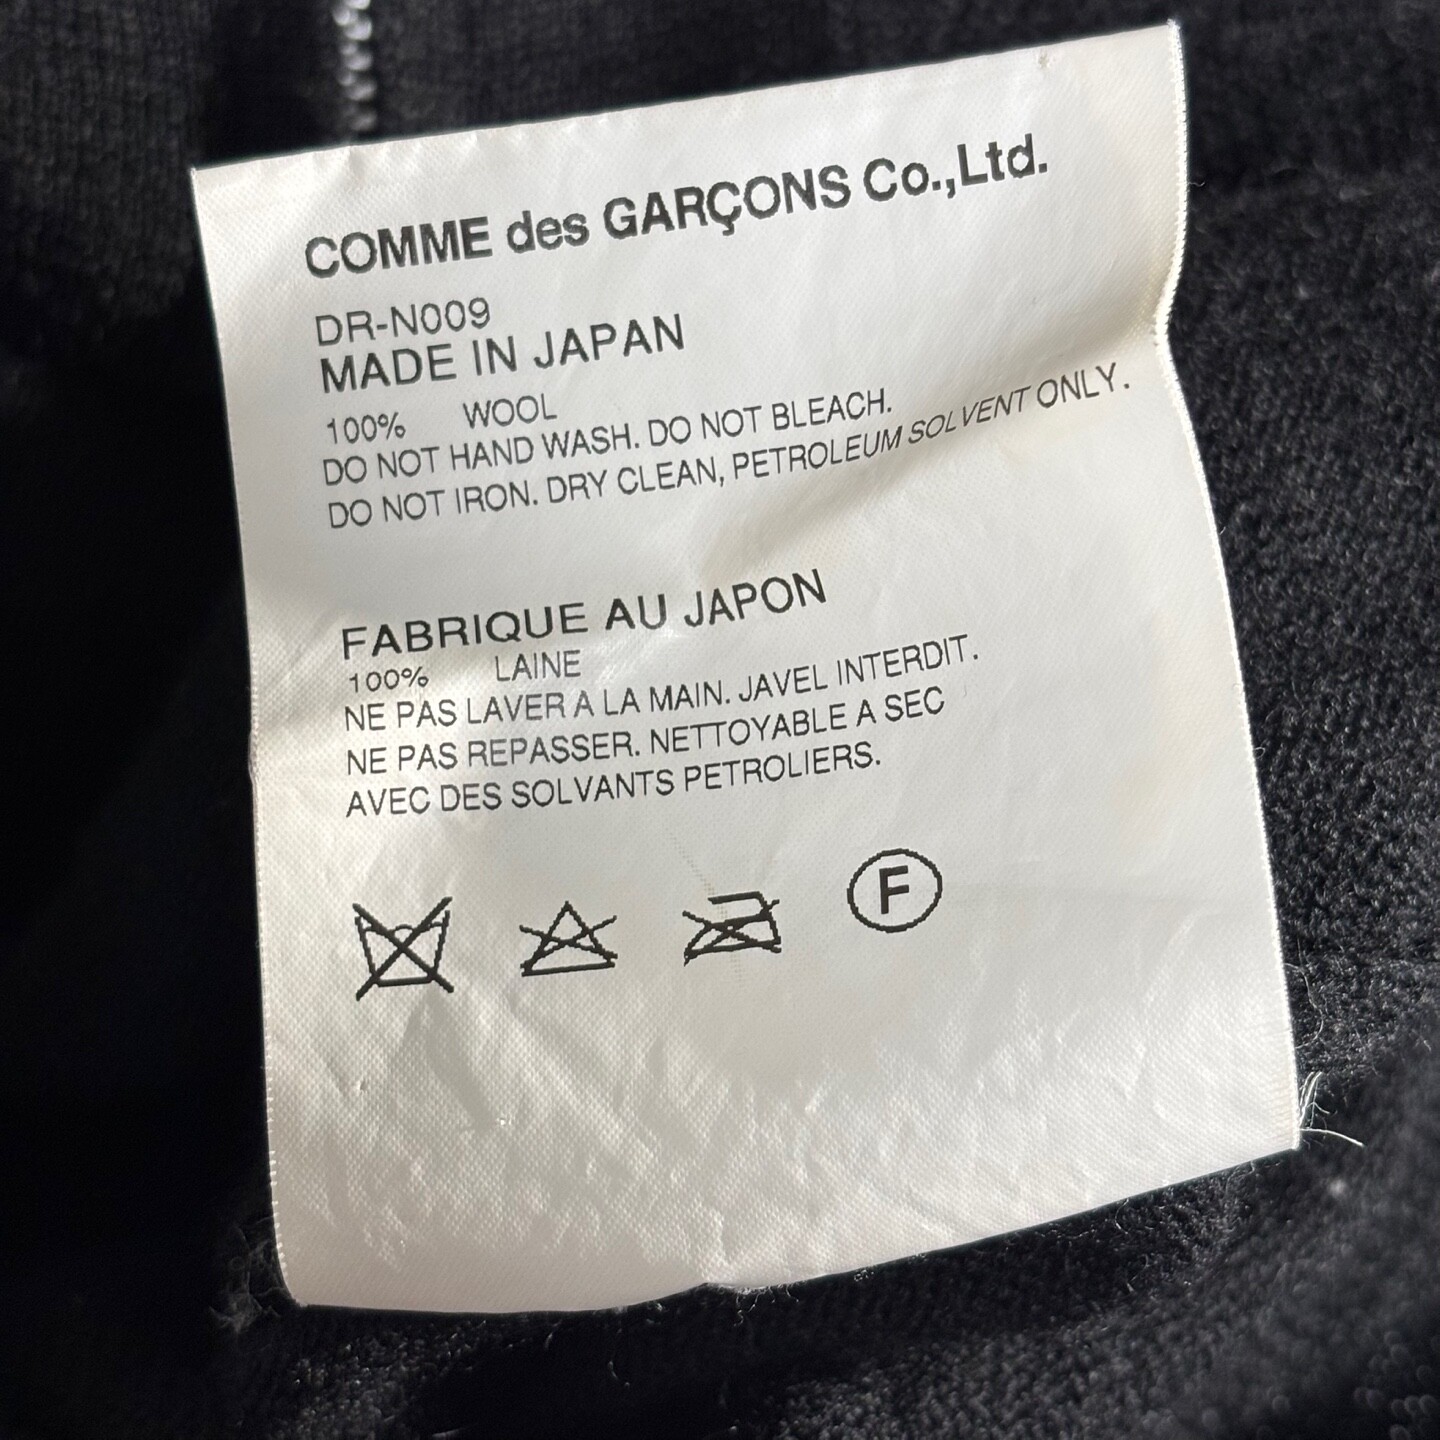 COMME des GARÇONS Co.,Ltd.
DR-N009
MADE IN JAPAN
100% WOOL
DO NOT HAND WASH. DO NOT BLEACH.
DO NOT IRON. DRY CLEAN, PETROLEUM SOLVENT ONLY.
FABRIQUE AU JAPON
100% LAINE
NE PAS LAVER A LA MAIN. JAVEL INTERDIT.
NE PAS REPASSER. NETTOYABLE A SEC
AVEC DES SOLVANTS PETROLIERS.
F